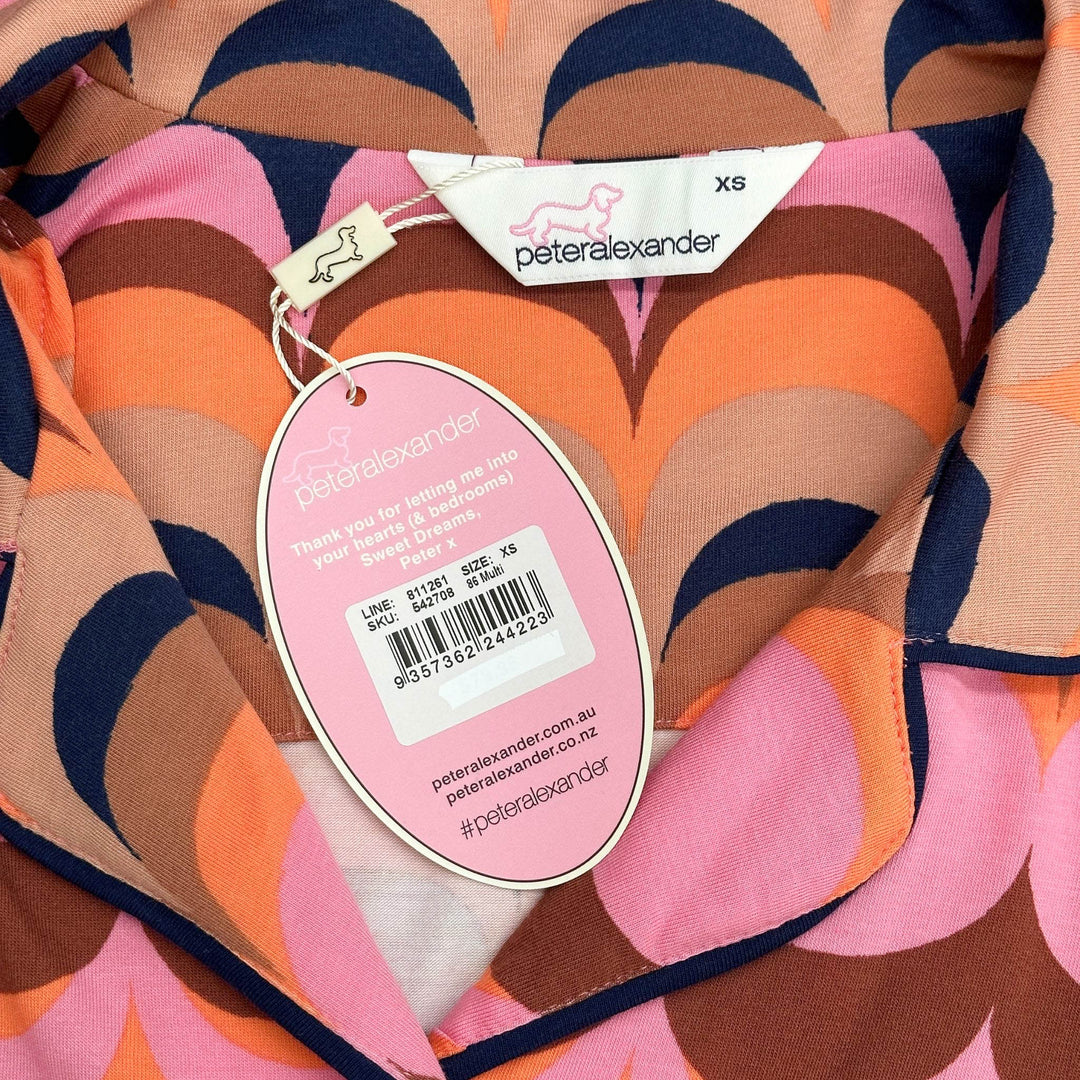 XS
peteralexander
peteralexander
Thank you for letting me into
your hearts (& bedrooms)
Sweet Dreams,
Peter x
LINE: 811261 SIZE: XS
SKU: 542708 86 Multi
9 357362 244223
peteralexander.com.au
peteralexander.co.nz
#peteralexander